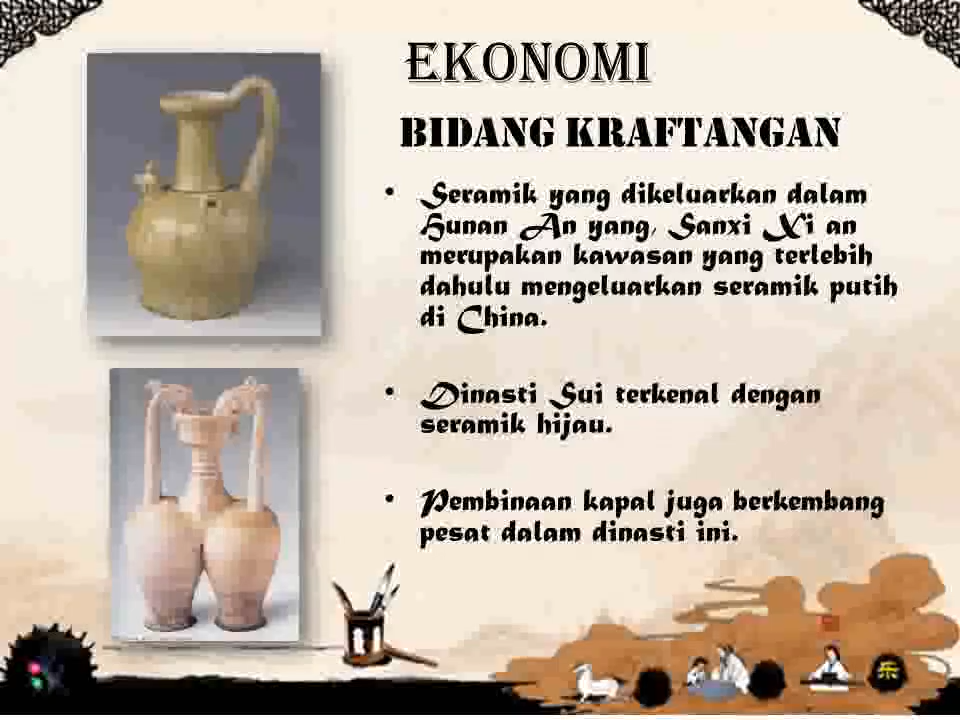 EKONOMI
BIDANG KRAFTANGAN
• Seramik yang dikeluarkan dalam
Hunan An yang, Sanxi Xi an
merupakan kawasan yang terlebih
dahulu mengeluarkan seramik putih
di China.
• Dinasti Sui terkenal dengan
seramik hijau.
• Pembinaan kapal juga berkembang
pesat dalam dinasti ini.